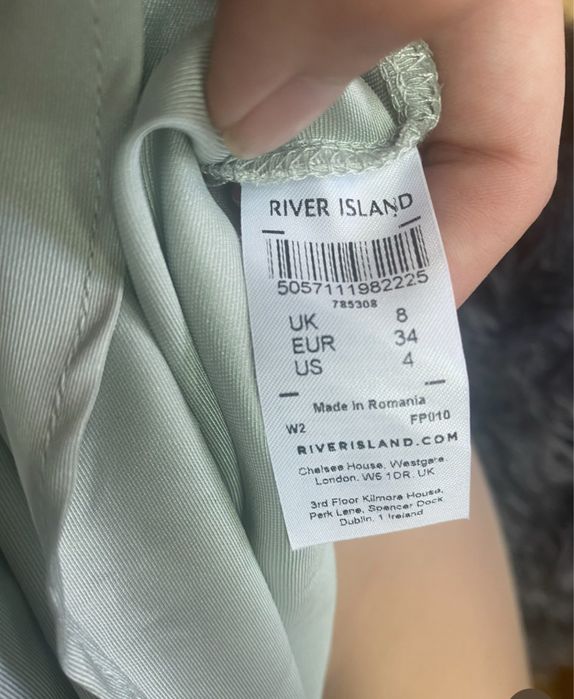 RIVER ISLAND
5057111982225
785308
UK 8
EUR 34
US 4
Made in Romania
W2 FP010
RIVERISLAND.COM
Chelsea House, Westgate,
London. W5 1DR. UK
3rd Floor Kilmore House,
Park Lane, Spencer Dock
Dublin, 1 Ireland